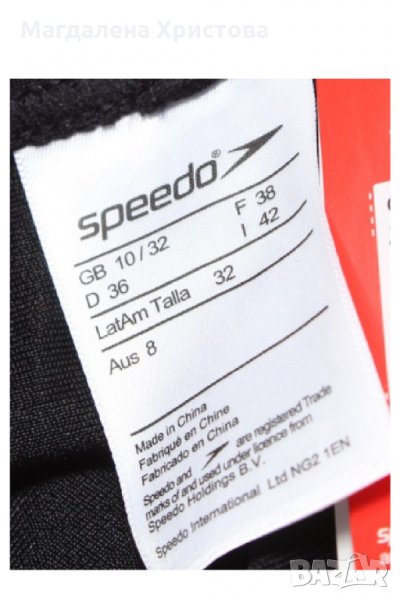 Магдалена Христова
speedo®
GB 10/32 F 38
D 36 I 42
LatAm Talla 32
Aus 8
Made in China
Fabriqué en Chine
Fabricado en China
Speedo and are registered Trade
marks of and used under licence from
Speedo Holdings B.V.
Speedo International Ltd NG2 1EN
BAZAR